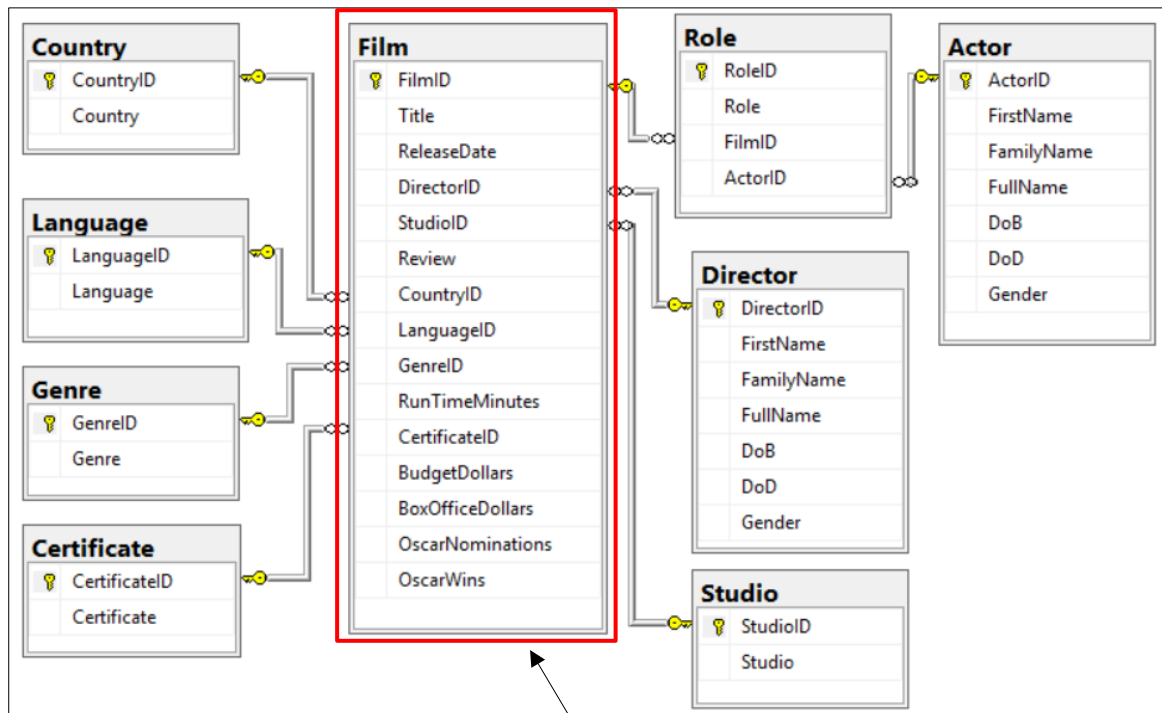 Country
CountryID
Country
Language
LanguageID
Language
Genre
GenreID
Genre
Certificate
CertificateID
Certificate
Film
FilmID
Title
ReleaseDate
DirectorID
StudioID
Review
CountryID
LanguageID
GenreID
RunTimeMinutes
CertificateID
BudgetDollars
BoxOfficeDollars
OscarNominations
OscarWins
Role
RoleID
Role
FilmID
ActorID
Director
DirectorID
FirstName
FamilyName
FullName
DoB
DoD
Gender
Studio
StudioID
Studio
Actor
ActorID
FirstName
FamilyName
FullName
DoB
DoD
Gender